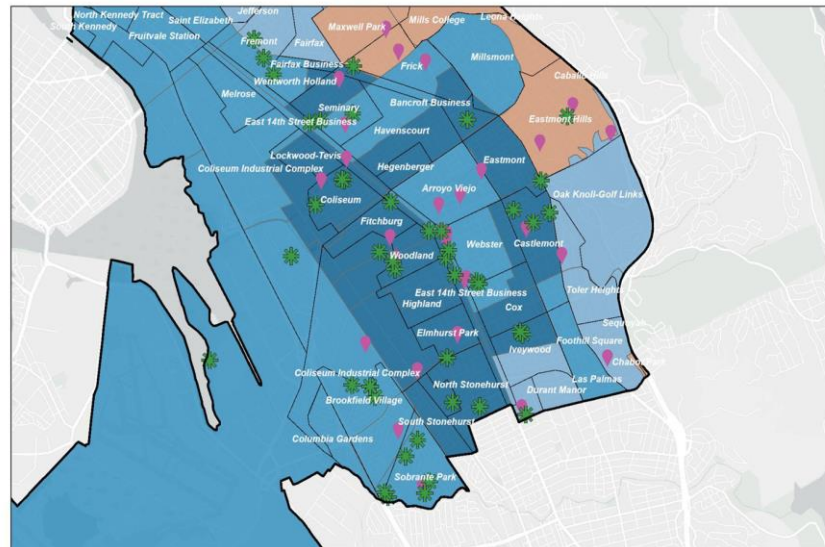 North Kennedy Tract
Jefferson
Saint Elizabeth
South Kennedy
Fruitvale Station
Fremont
Fairfax
Maxwell Park
Mills College
Leona Heights
Fairfax Business
Frick
Millsmont
Wentworth Holland
Melrose
Seminary
Bancroft Business
East 14th Street Business
Eastmont Hills
Havenscourt
Lockwood-Tevis
Coliseum Industrial Complex
Hegenberger
Eastmont
Arroyo Viejo
Oak Knoll-Golf Links
Coliseum
Fitchburg
Webster
Castlemont
Woodland
East 14th Street Business
Toler Heights
Highland
Cox
Elmhurst Park
Iveywood
Foothill Square
Coliseum Industrial Complex
Las Palmas
Brookfield Village
North Stonehurst
Durant Manor
South Stonehurst
Columbia Gardens
Sobrante Park